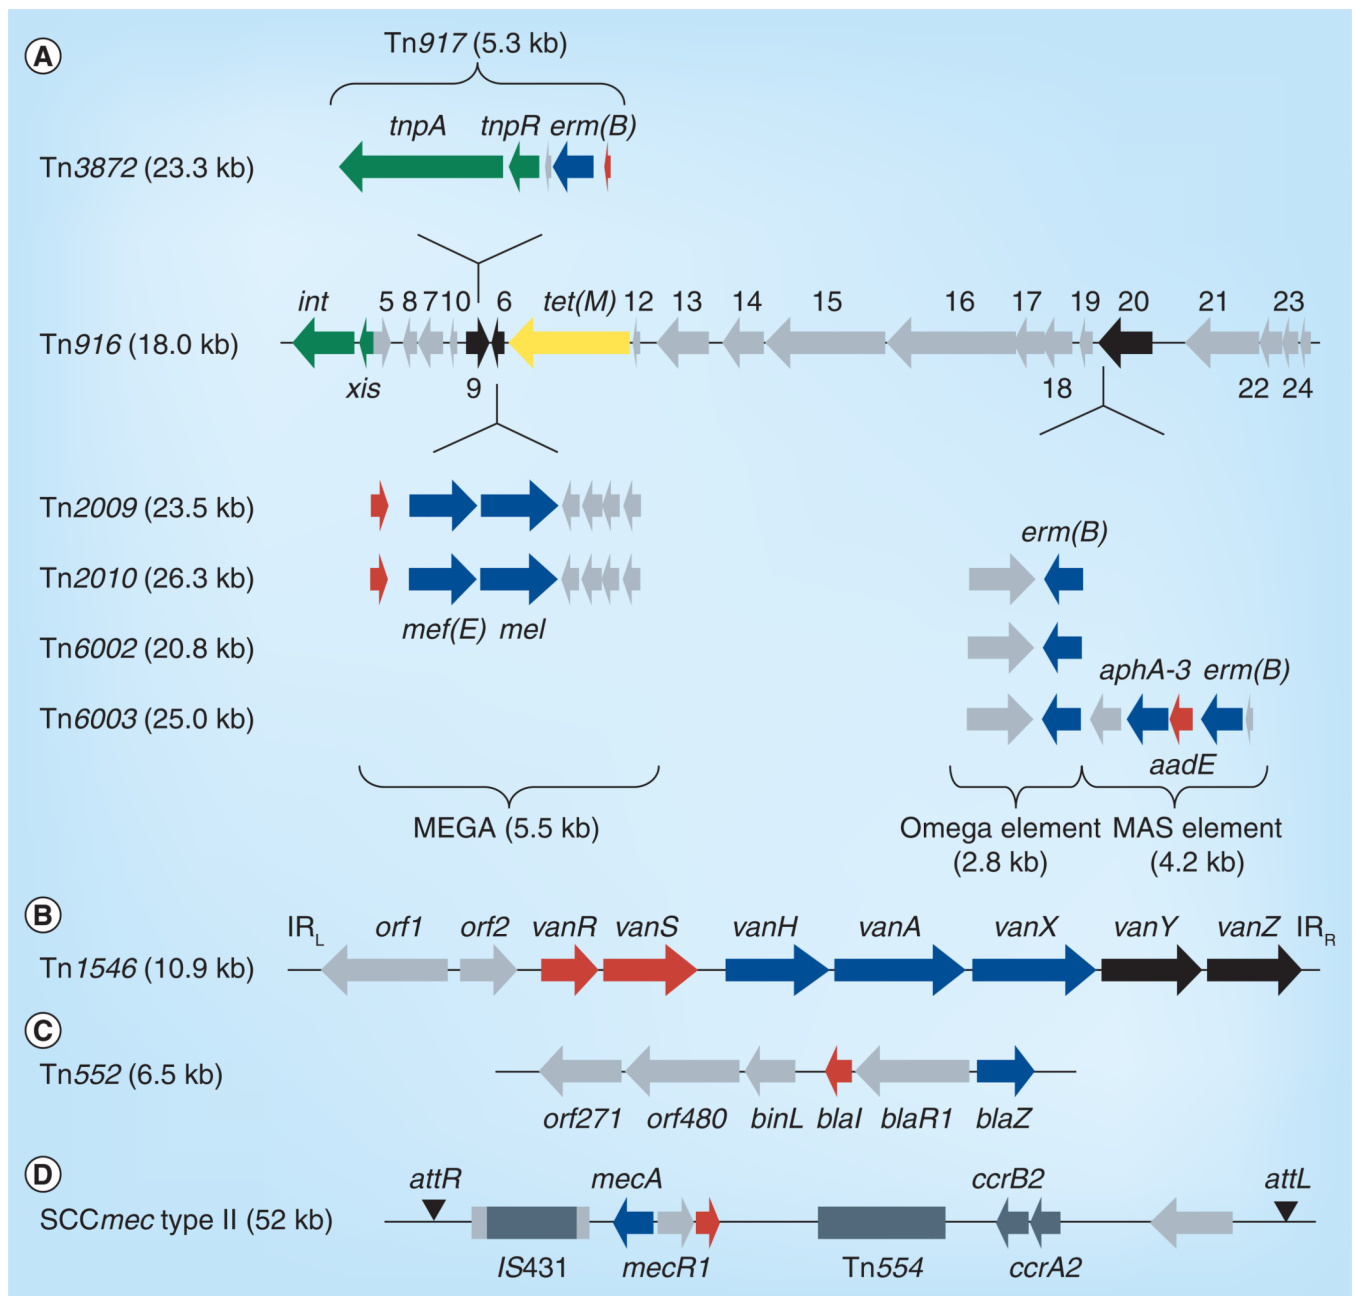 A
Tn917 (5.3 kb)
tnpA tnpR erm(B)
Tn3872 (23.3 kb)
int 5 8 7 10 6 tet(M) 12 13 14 15 16 17 19 20 21 23
Tn916 (18.0 kb)
xis 9 18 22 24
Tn2009 (23.5 kb)
erm(B)
Tn2010 (26.3 kb)
mef(E) mel
Tn6002 (20.8 kb)
aphA-3 erm(B)
Tn6003 (25.0 kb)
aadE
MEGA (5.5 kb)
Omega element MAS element
(2.8 kb) (4.2 kb)
B
IRL orf1 orf2 vanR vanS vanH vanA vanX vanY vanZ IRR
Tn1546 (10.9 kb)
C
Tn552 (6.5 kb)
orf271 orf480 binL blaI blaR1 blaZ
D
attR mecA ccrB2 attL
SCCmec type II (52 kb)
IS431 mecR1 Tn554 ccrA2